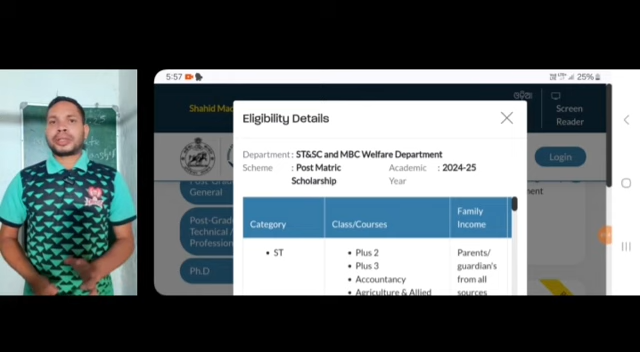 5:57
25%
Shahid Mad
ଓଡ଼ିଆ
Screen
Reader
Login
General
Post-Grad
Technical /
Profession
Ph.D
Eligibility Details
Department : ST&SC and MBC Welfare Department
Scheme : Post Matric Scholarship
Academic Year : 2024-25
Category
Class/Courses
Family
Income
• ST
• Plus 2
• Plus 3
• Accountancy
• Agriculture & Allied
Parents/
guardian's
from all
sources